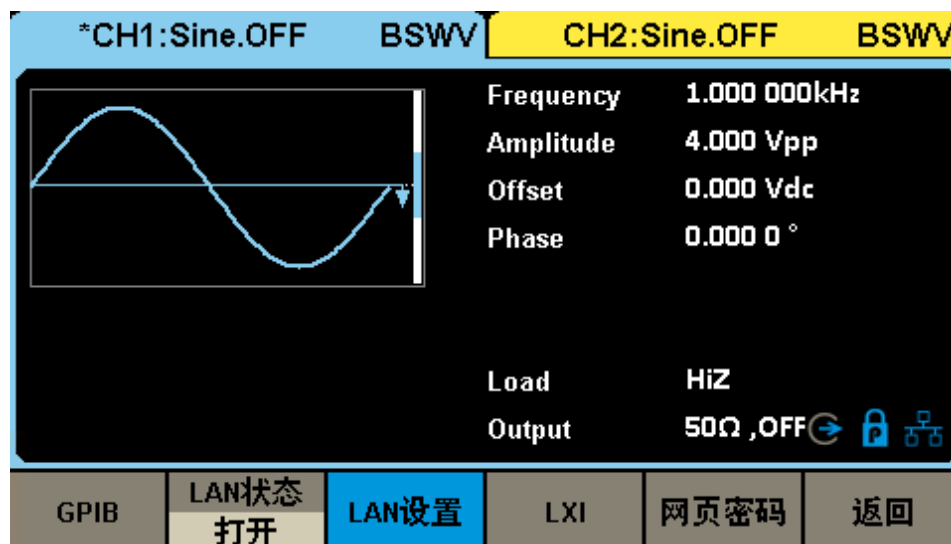 *CH1:Sine.OFF BSWV CH2:Sine.OFF BSWV
Frequency 1.000 000kHz
Amplitude 4.000 Vpp
Offset 0.000 Vdc
Phase 0.000 0 °
Load HiZ
Output 50Ω ,OFF P
GPIB LAN状态 打开 LAN设置 LXI 网页密码 返回